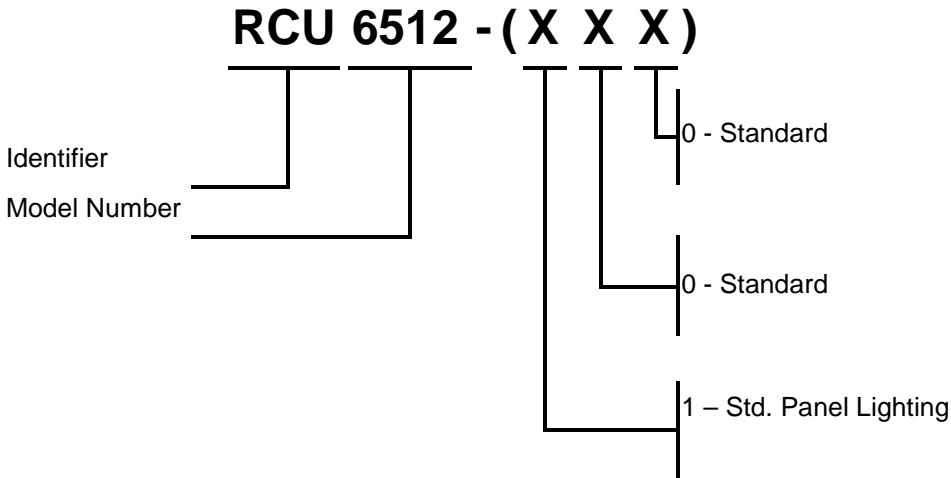 RCU 6512 - ( X X X )
0 - Standard
Identifier
Model Number
0 - Standard
1 – Std. Panel Lighting